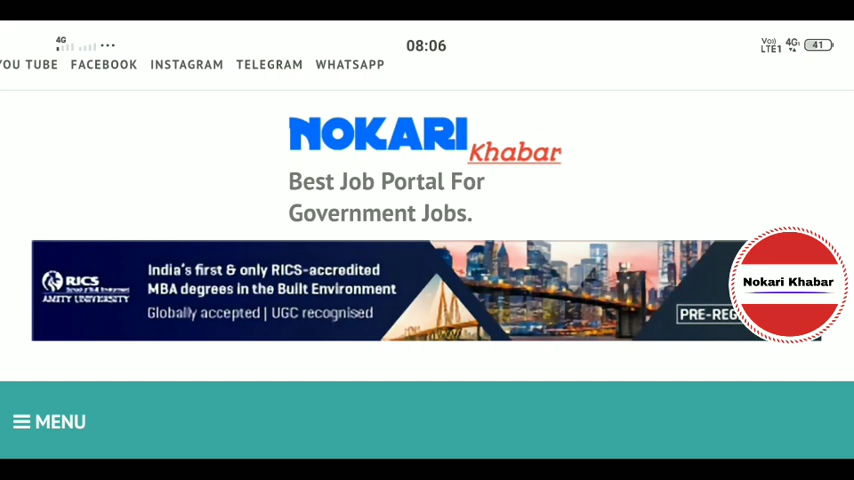 4G
08:06
Vo))
LTE1
4G
41
YOU TUBE FACEBOOK INSTAGRAM TELEGRAM WHATSAPP
NOKARI
Khabar
Best Job Portal For
Government Jobs.
RICS
AMITY UNIVERSITY
India's first & only RICS-accredited
MBA degrees in the Built Environment
Globally accepted | UGC recognised
PRE-REG
Nokari Khabar
MENU